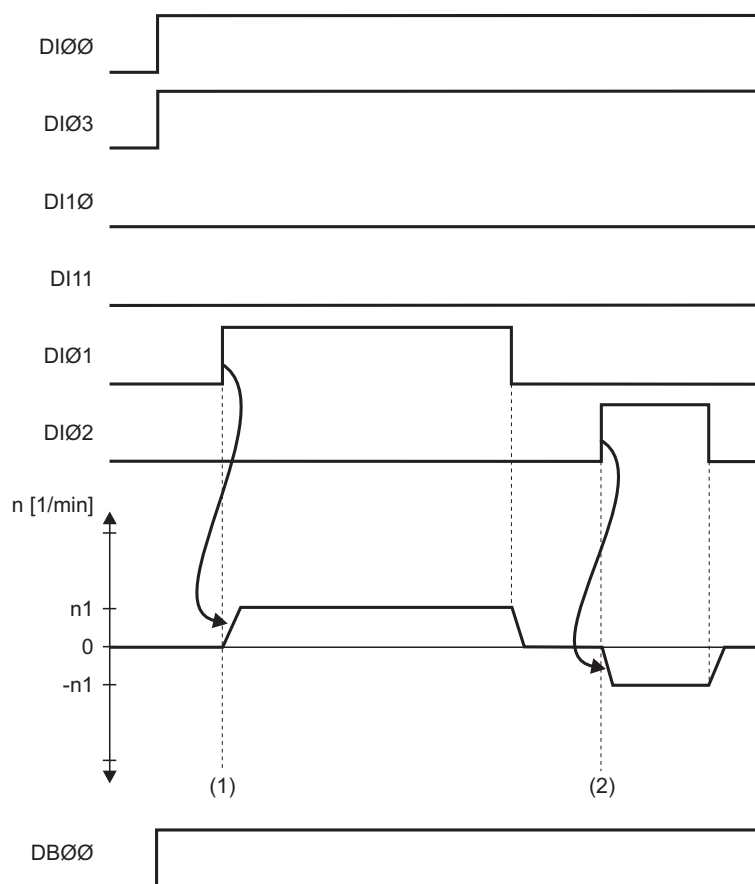 DIØØ
DIØ3
DI1Ø
DI11
DIØ1
DIØ2
n [1/min]
n1
0
-n1
(1) (2)
DBØØ